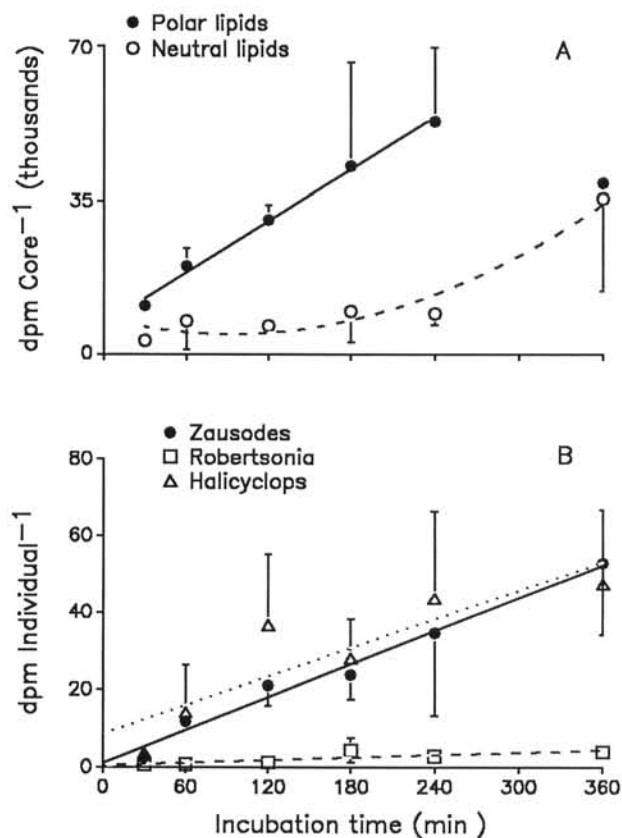 ● Polar lipids
○ Neutral lipids
A
70
35
0
dpm Core⁻¹ (thousands)
● Zausodes
□ Robertsonia
△ Halicyclops
B
80
60
40
20
0
dpm Individual⁻¹
0 60 120 180 240 300 360
Incubation time (min )